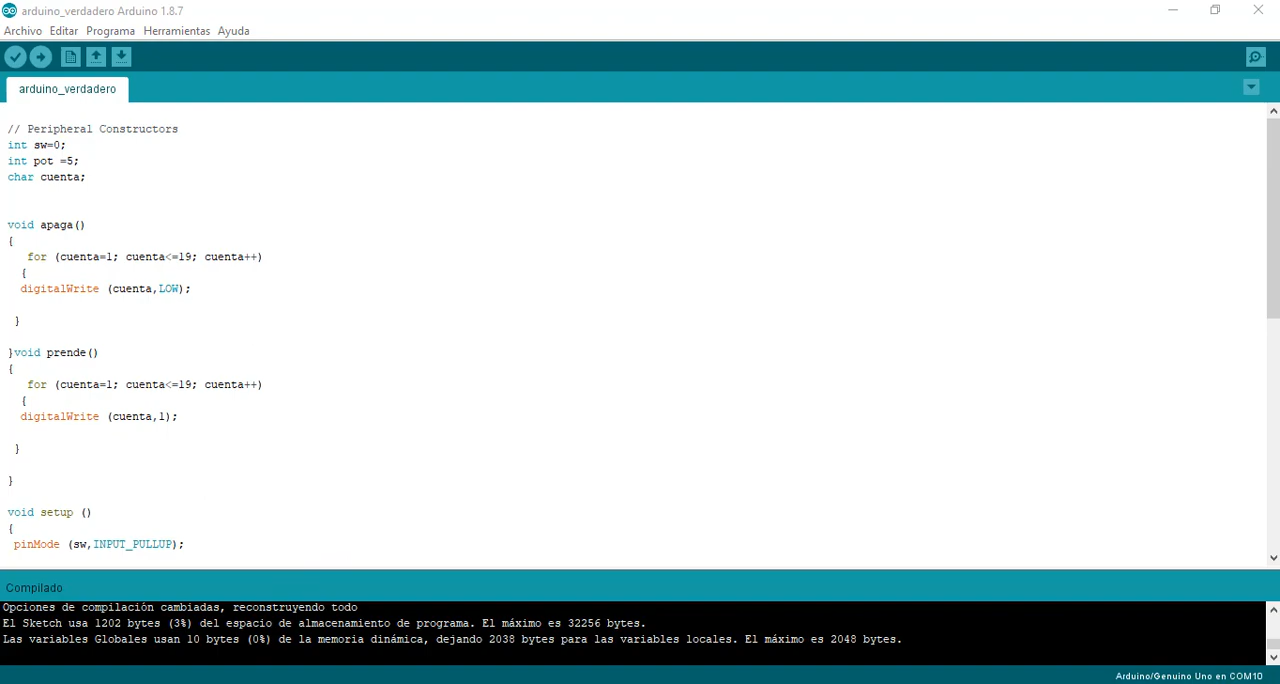 arduino_verdadero Arduino 1.8.7
Archivo Editar Programa Herramientas Ayuda
arduino_verdadero
// Peripheral Constructors
int sw=0;
int pot =5;
char cuenta;
void apaga()
{
for (cuenta=1; cuenta<=19; cuenta++)
{
digitalWrite (cuenta,LOW);
}
}void prende()
{
for (cuenta=1; cuenta<=19; cuenta++)
{
digitalWrite (cuenta,1);
}
}
void setup ()
{
pinMode (sw,INPUT_PULLUP);
Compilado
Opciones de compilación cambiadas, reconstruyendo todo
El Sketch usa 1202 bytes (3%) del espacio de almacenamiento de programa. El máximo es 32256 bytes.
Las variables Globales usan 10 bytes (0%) de la memoria dinámica, dejando 2038 bytes para las variables locales. El máximo es 2048 bytes.
Arduino/Genuino Uno en COM10